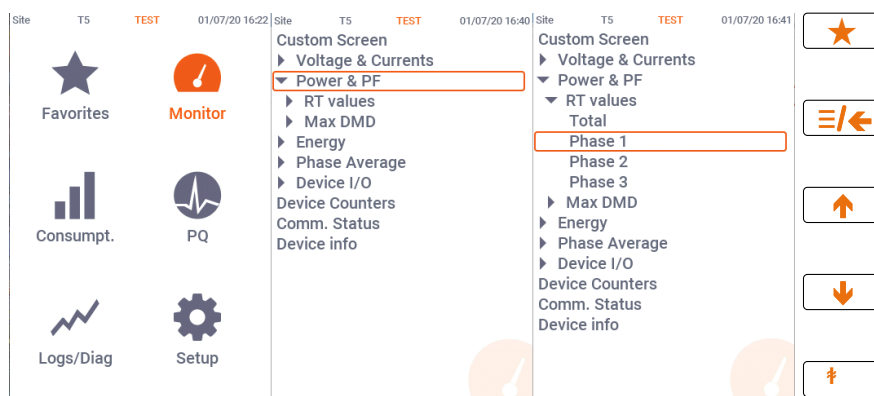 Site T5 TEST 01/07/20 16:22
Favorites Monitor
Consumpt. PQ
Logs/Diag Setup
Site T5 TEST 01/07/20 16:40
Custom Screen
Voltage & Currents
Power & PF
RT values
Max DMD
Energy
Phase Average
Device I/O
Device Counters
Comm. Status
Device info
Site T5 TEST 01/07/20 16:41
Custom Screen
Voltage & Currents
Power & PF
RT values
Total
Phase 1
Phase 2
Phase 3
Max DMD
Energy
Phase Average
Device I/O
Device Counters
Comm. Status
Device info